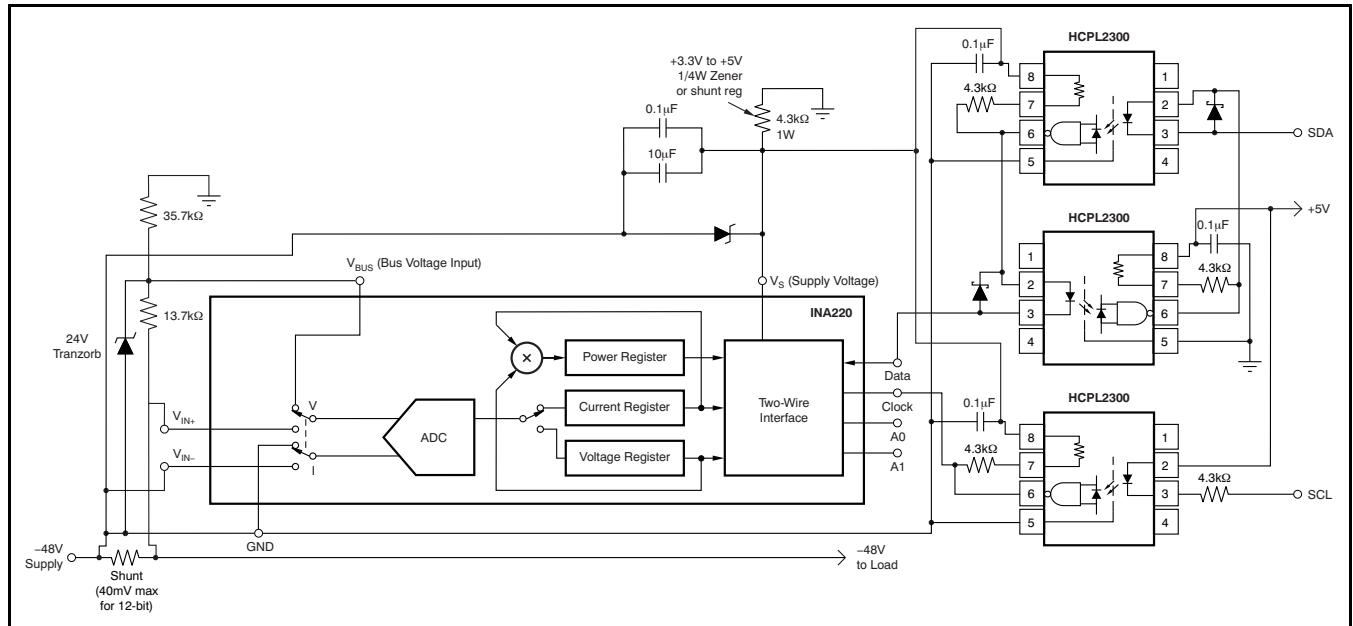 +3.3V to +5V
1/4W Zener
or shunt reg
4.3kΩ
1W
0.1μF
10μF
35.7kΩ
13.7kΩ
24V
Tranzorb
VBUS (Bus Voltage Input)
VS (Supply Voltage)
INA220
×
Power Register
Current Register
Voltage Register
ADC
V
I
VIN+
VIN−
Two-Wire
Interface
Data
Clock
A0
A1
GND
−48V
Supply
Shunt
(40mV max
for 12-bit)
−48V
to Load
HCPL2300
0.1μF
4.3kΩ
8
7
6
5
1
2
3
4
SDA
HCPL2300
+5V
0.1μF
4.3kΩ
1
2
3
4
8
7
6
5
HCPL2300
0.1μF
4.3kΩ
8
7
6
5
1
2
3
4
4.3kΩ
SCL